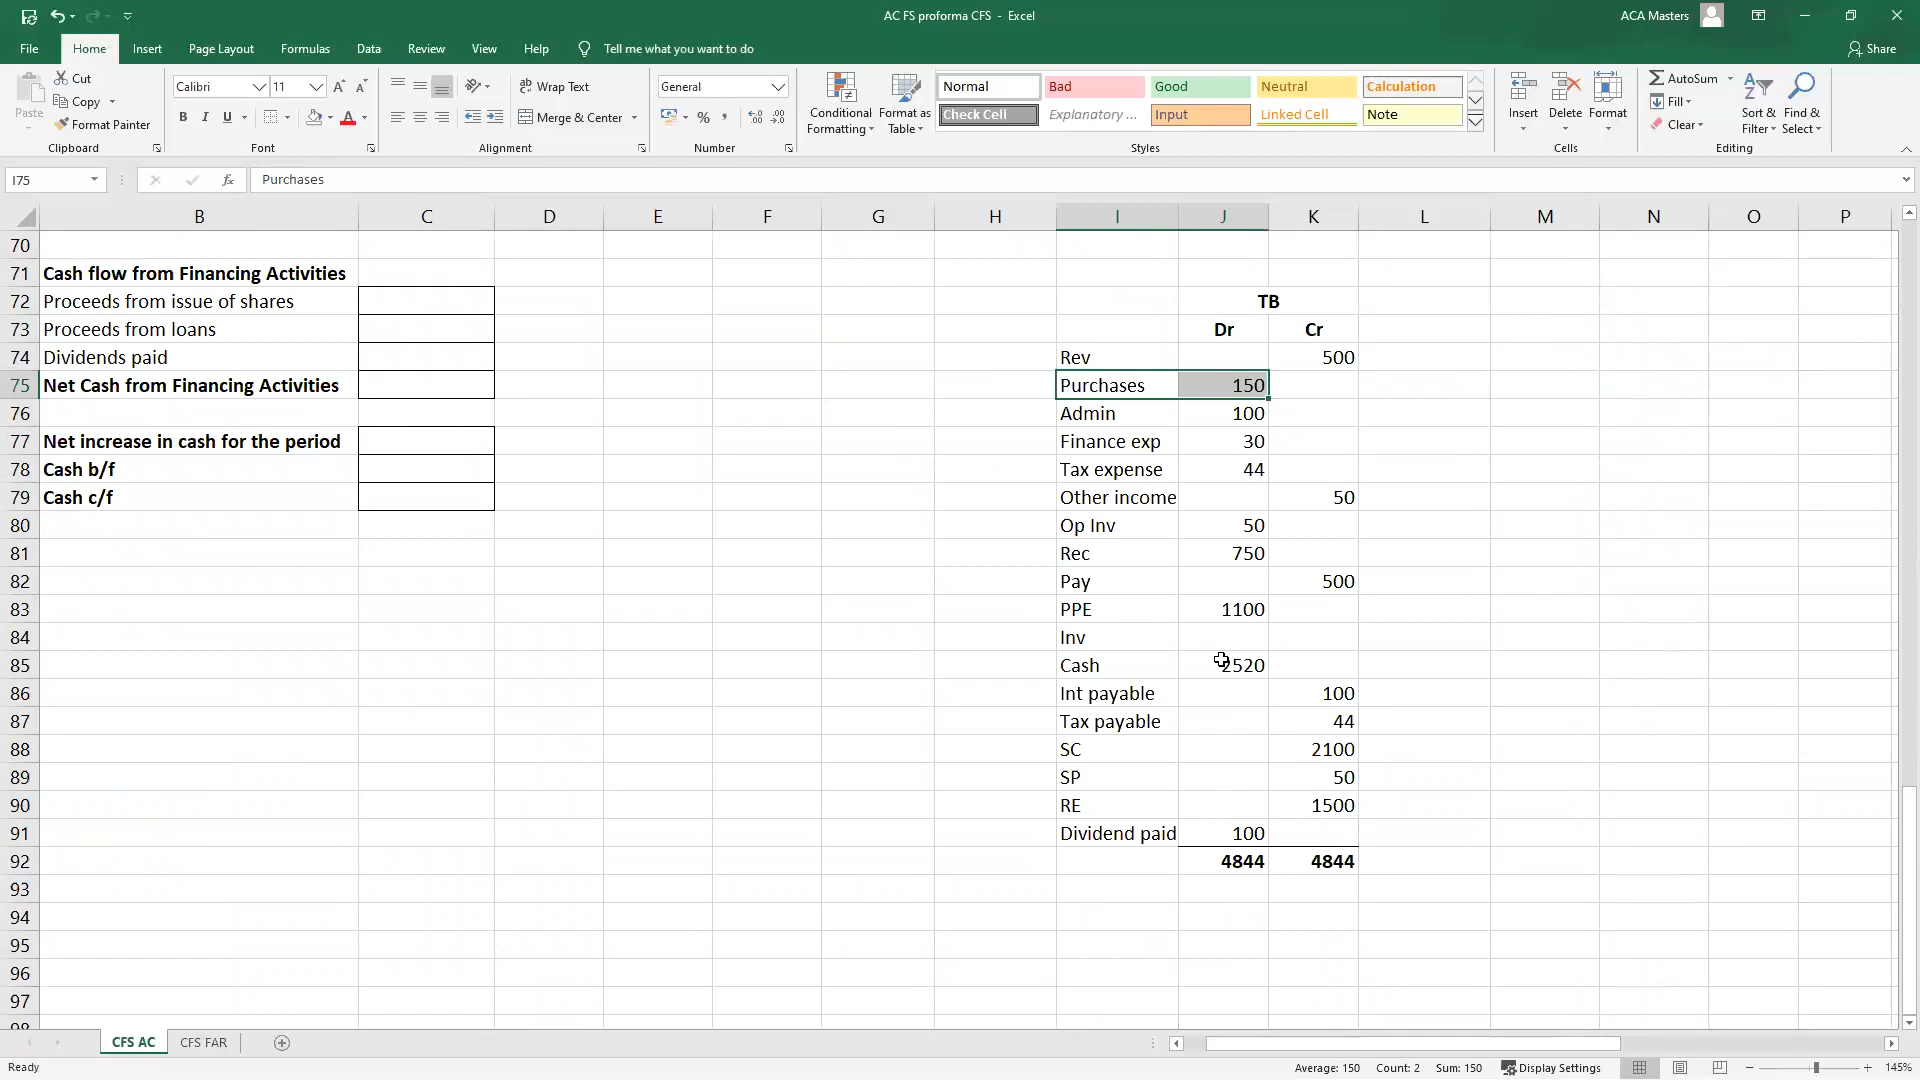 AC FS proforma CFS - Excel
ACA Masters
File Home Insert Page Layout Formulas Data Review View Help Tell me what you want to do Share
Paste
Cut
Copy
Format Painter
Clipboard
Calibri 11 A A
B I U A
Font
Wrap Text
Merge & Center
Alignment
General
% ,
Number
Conditional Formatting
Format as Table
Normal Bad Good Neutral Calculation
Check Cell Explanatory ... Input Linked Cell Note
Styles
Insert Delete Format
Cells
AutoSum
Fill
Clear
Sort & Filter
Find & Select
Editing
I75 fx Purchases
B C D E F G H I J K L M N O P
70
71 Cash flow from Financing Activities
72 Proceeds from issue of shares TB
73 Proceeds from loans Dr Cr
74 Dividends paid Rev 500
75 Net Cash from Financing Activities Purchases 150
76 Admin 100
77 Net increase in cash for the period Finance exp 30
78 Cash b/f Tax expense 44
79 Cash c/f Other income 50
80 Op Inv 50
81 Rec 750
82 Pay 500
83 PPE 1100
84 Inv
85 Cash 2520
86 Int payable 100
87 Tax payable 44
88 SC 2100
89 SP 50
90 RE 1500
91 Dividend paid 100
92 4844 4844
93
94
95
96
97
98
CFS AC CFS FAR
Ready Average: 150 Count: 2 Sum: 150 Display Settings 145%